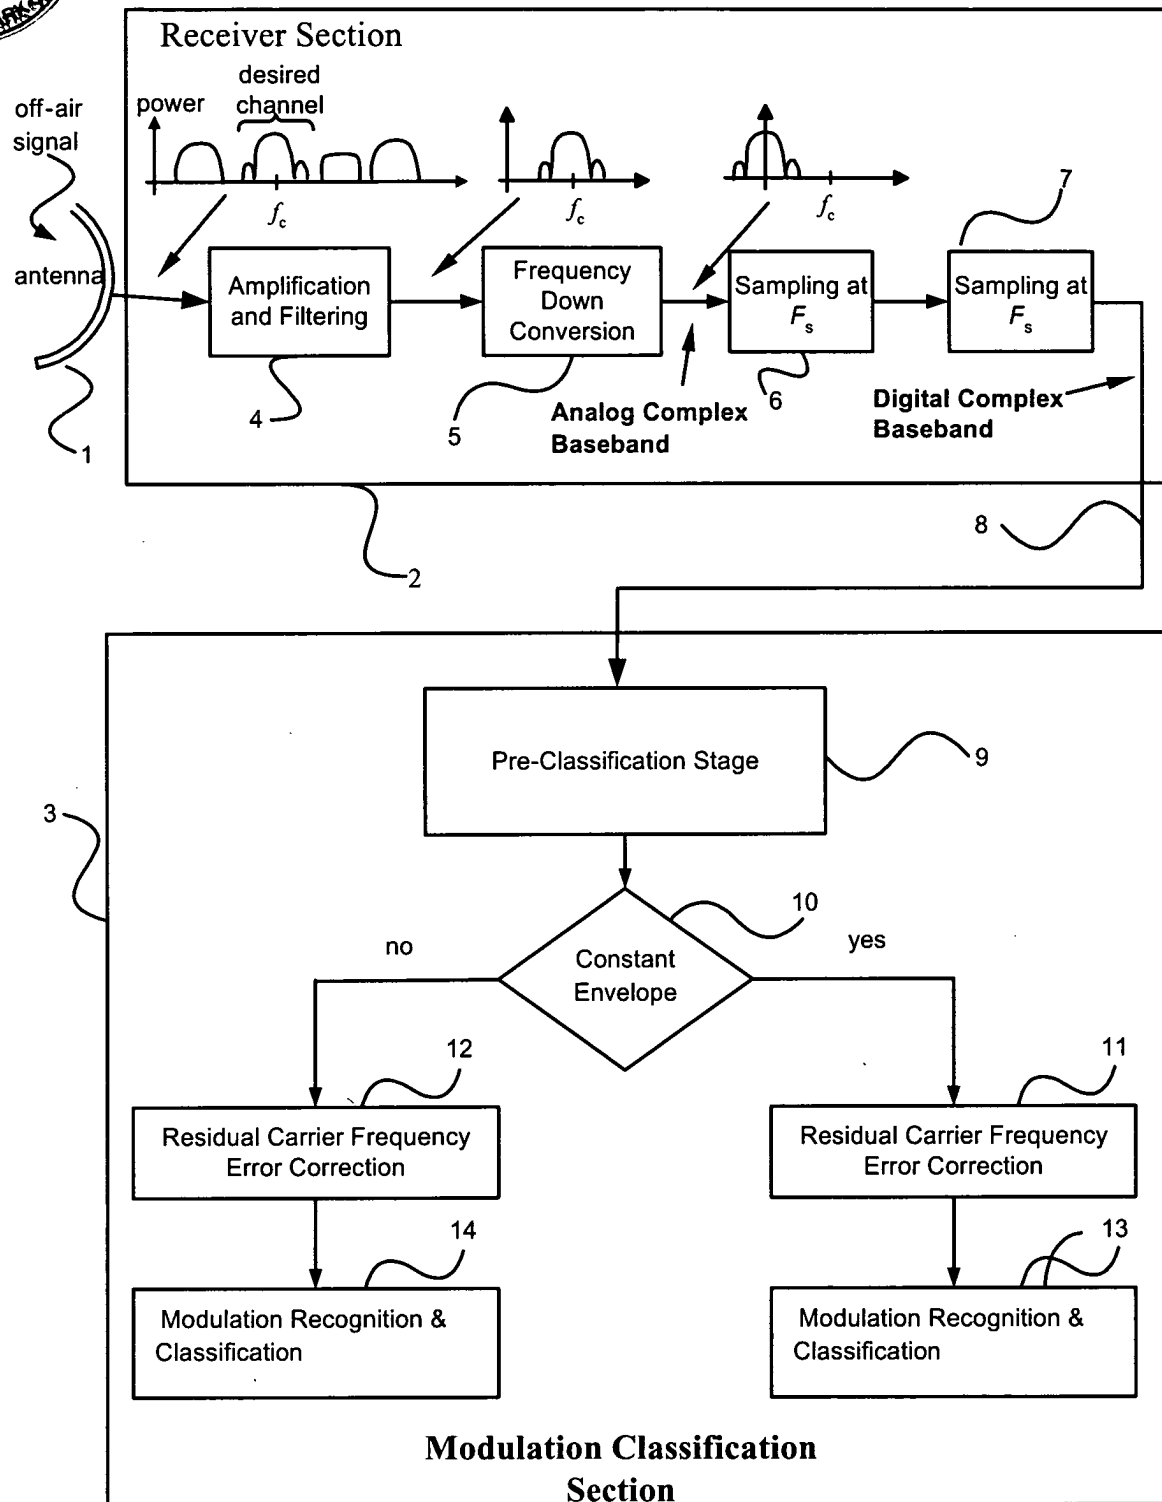 Receiver Section
desired
channel
power
off-air
signal
f_c
f_c
f_c
7
antenna
Amplification
and Filtering
Frequency
Down
Conversion
Sampling at
F_s
Sampling at
F_s
4
5
6
1
Analog Complex
Baseband
Digital Complex
Baseband
8
2
Pre-Classification Stage
9
3
10
no
yes
Constant
Envelope
12
11
Residual Carrier Frequency
Error Correction
Residual Carrier Frequency
Error Correction
14
13
Modulation Recognition &
Classification
Modulation Recognition &
Classification
Modulation Classification
Section